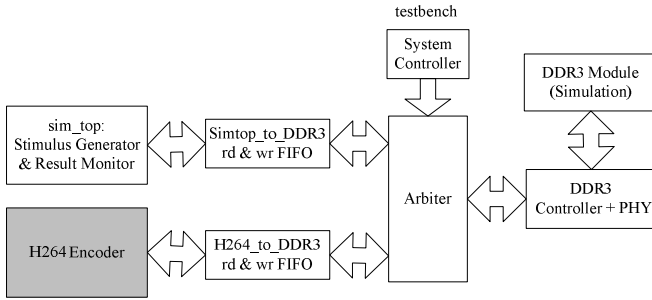 testbench
System
Controller
DDR3 Module
(Simulation)
sim_top:
Stimulus Generator
& Result Monitor
Simtop_to_DDR3
rd & wr FIFO
Arbiter
DDR3
Controller + PHY
H264 Encoder
H264_to_DDR3
rd & wr FIFO